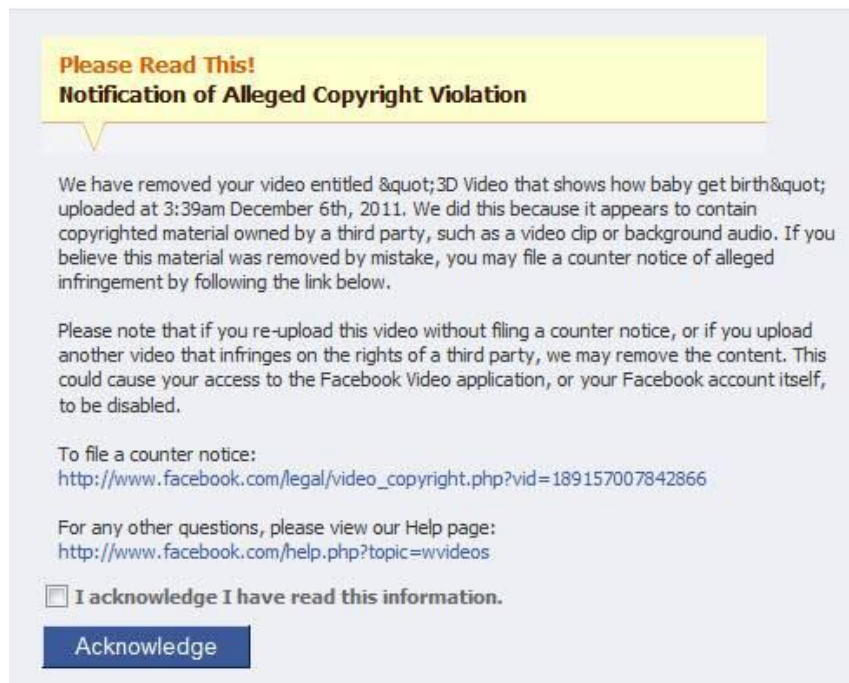 Please Read This!
Notification of Alleged Copyright Violation
We have removed your video entitled &quot;3D Video that shows how baby get birth&quot;
uploaded at 3:39am December 6th, 2011. We did this because it appears to contain
copyrighted material owned by a third party, such as a video clip or background audio. If you
believe this material was removed by mistake, you may file a counter notice of alleged
infringement by following the link below.
Please note that if you re-upload this video without filing a counter notice, or if you upload
another video that infringes on the rights of a third party, we may remove the content. This
could cause your access to the Facebook Video application, or your Facebook account itself,
to be disabled.
To file a counter notice:
http://www.facebook.com/legal/video_copyright.php?vid=189157007842866
For any other questions, please view our Help page:
http://www.facebook.com/help.php?topic=wvideos
I acknowledge I have read this information.
Acknowledge